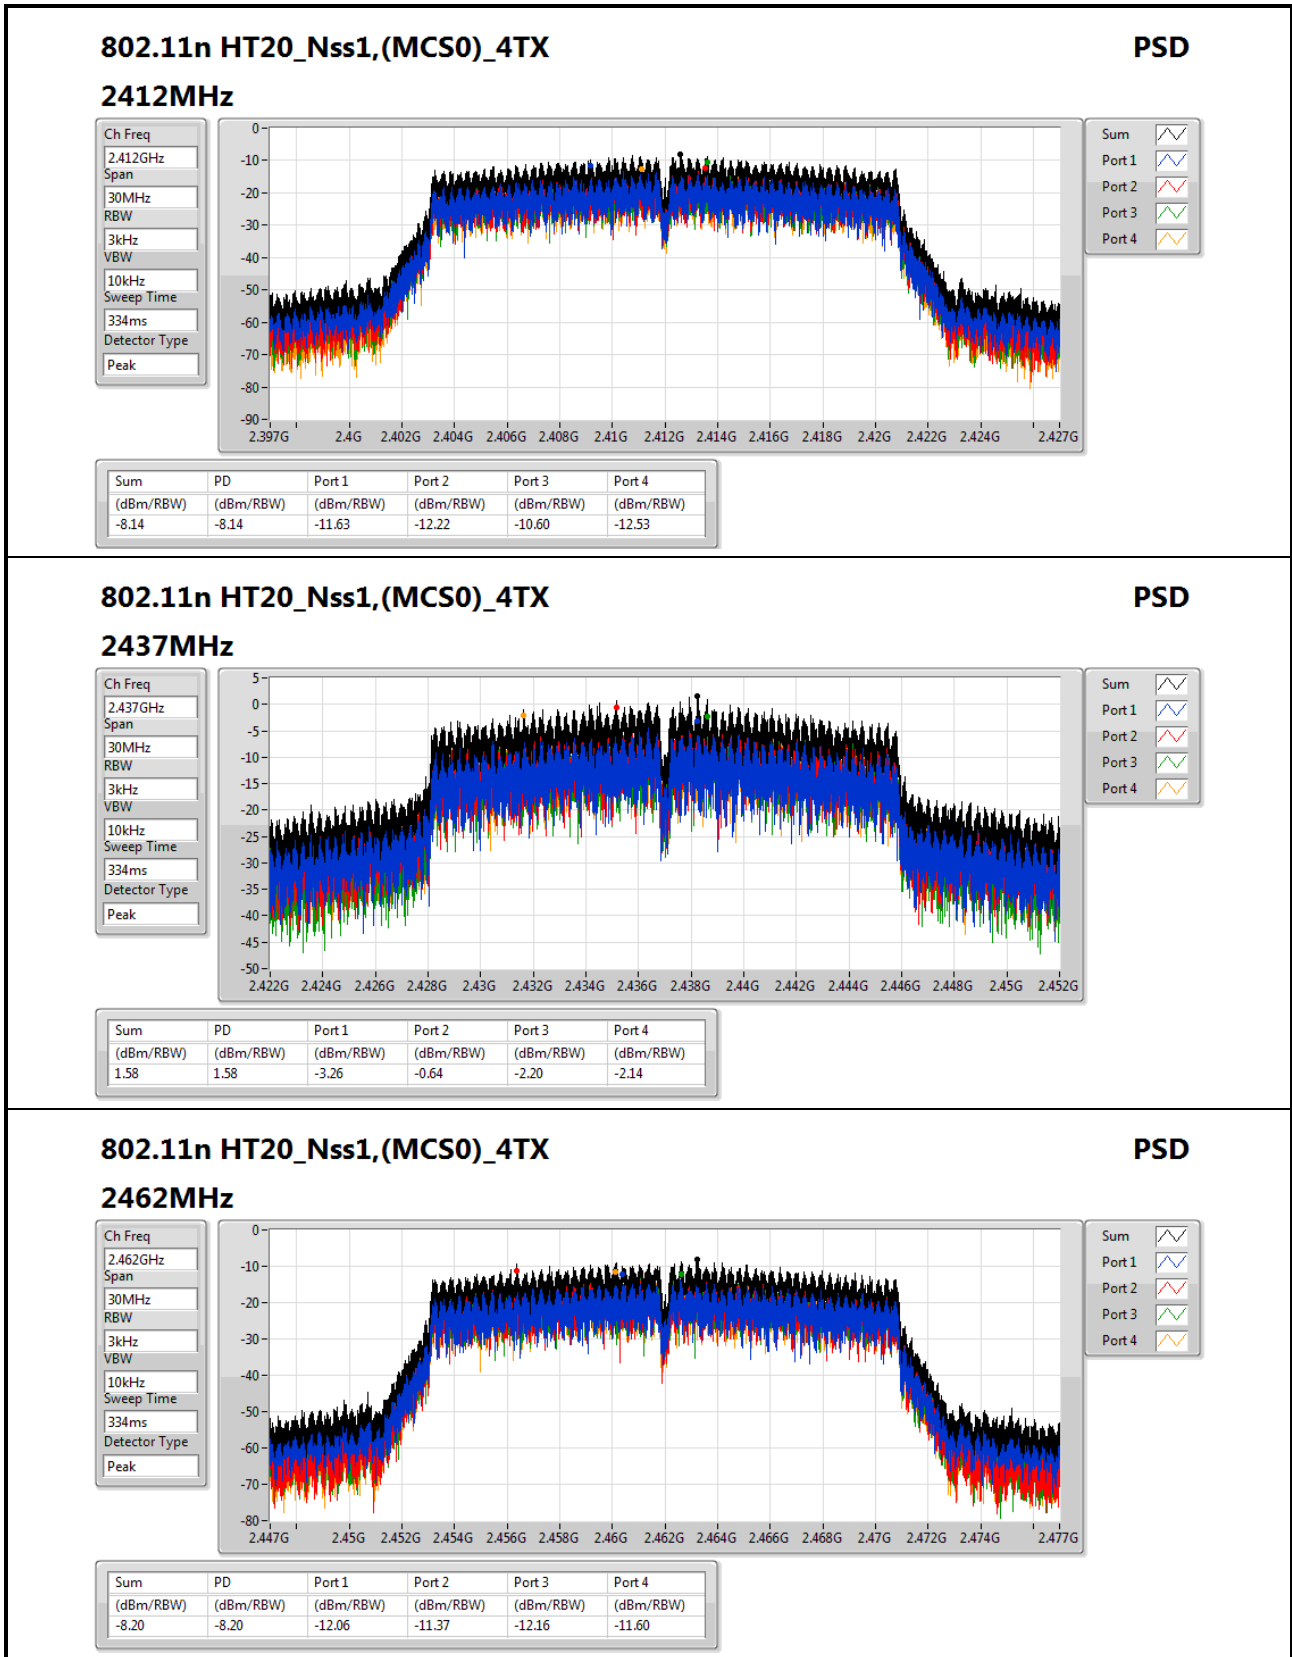 802.11n HT20_Nss1,(MCS0)_4TX PSD
2412MHz
Ch Freq
2.412GHz
Span
30MHz
RBW
3kHz
VBW
10kHz
Sweep Time
334ms
Detector Type
Peak
0
-10
-20
-30
-40
-50
-60
-70
-80
-90
2.397G 2.4G 2.402G 2.404G 2.406G 2.408G 2.41G 2.412G 2.414G 2.416G 2.418G 2.42G 2.422G 2.424G 2.427G
Sum
Port 1
Port 2
Port 3
Port 4
Sum PD Port 1 Port 2 Port 3 Port 4
(dBm/RBW) (dBm/RBW) (dBm/RBW) (dBm/RBW) (dBm/RBW) (dBm/RBW)
-8.14 -8.14 -11.63 -12.22 -10.60 -12.53
802.11n HT20_Nss1,(MCS0)_4TX PSD
2437MHz
Ch Freq
2.437GHz
Span
30MHz
RBW
3kHz
VBW
10kHz
Sweep Time
334ms
Detector Type
Peak
5
0
-5
-10
-15
-20
-25
-30
-35
-40
-45
-50
2.422G 2.424G 2.426G 2.428G 2.43G 2.432G 2.434G 2.436G 2.438G 2.44G 2.442G 2.444G 2.446G 2.448G 2.45G 2.452G
Sum
Port 1
Port 2
Port 3
Port 4
Sum PD Port 1 Port 2 Port 3 Port 4
(dBm/RBW) (dBm/RBW) (dBm/RBW) (dBm/RBW) (dBm/RBW) (dBm/RBW)
1.58 1.58 -3.26 -0.64 -2.20 -2.14
802.11n HT20_Nss1,(MCS0)_4TX PSD
2462MHz
Ch Freq
2.462GHz
Span
30MHz
RBW
3kHz
VBW
10kHz
Sweep Time
334ms
Detector Type
Peak
0
-10
-20
-30
-40
-50
-60
-70
-80
2.447G 2.45G 2.452G 2.454G 2.456G 2.458G 2.46G 2.462G 2.464G 2.466G 2.468G 2.47G 2.472G 2.474G 2.477G
Sum
Port 1
Port 2
Port 3
Port 4
Sum PD Port 1 Port 2 Port 3 Port 4
(dBm/RBW) (dBm/RBW) (dBm/RBW) (dBm/RBW) (dBm/RBW) (dBm/RBW)
-8.20 -8.20 -12.06 -11.37 -12.16 -11.60